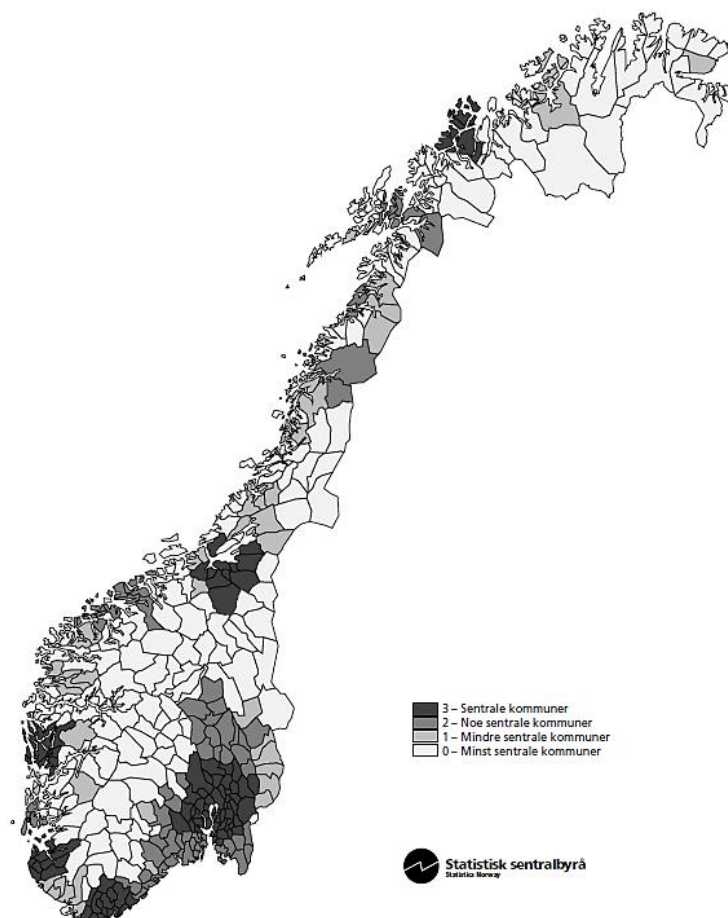 3 – Sentrale kommuner
2 – Noe sentrale kommuner
1 – Mindre sentrale kommuner
0 – Minst sentrale kommuner
Statistisk sentralbyrå
Statistics Norway